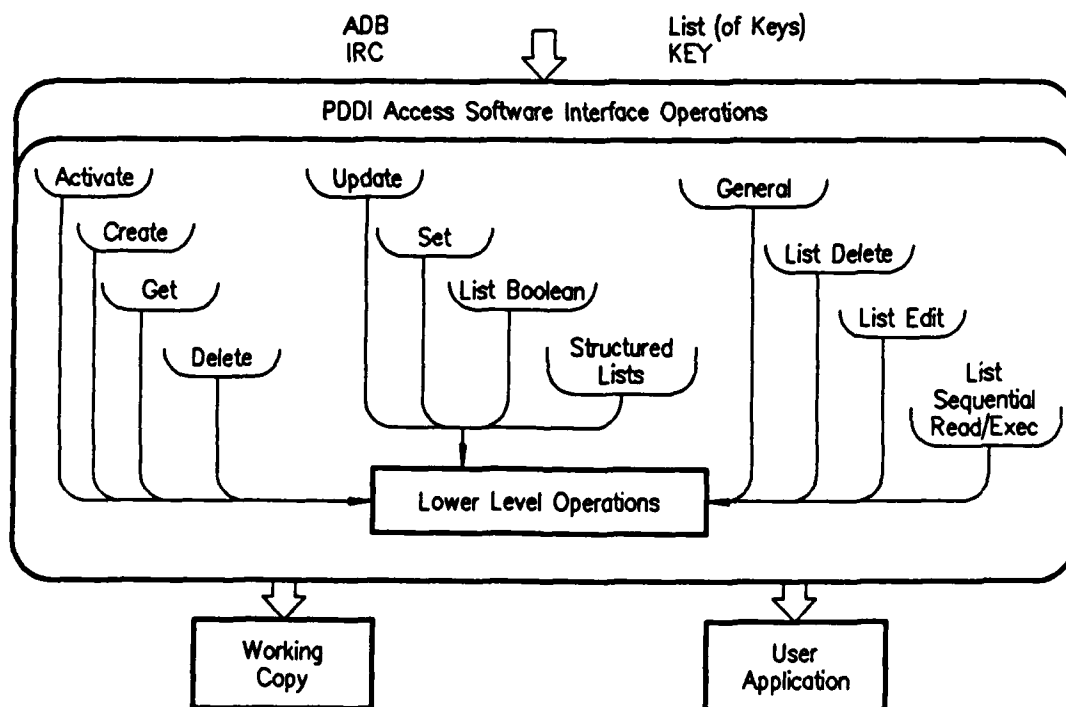 ADB
IRC
List (of Keys)
KEY
PDDI Access Software Interface Operations
Activate
Create
Get
Delete
Update
Set
List Boolean
Structured
Lists
General
List Delete
List Edit
List
Sequential
Read/Exec
Lower Level Operations
Working
Copy
User
Application